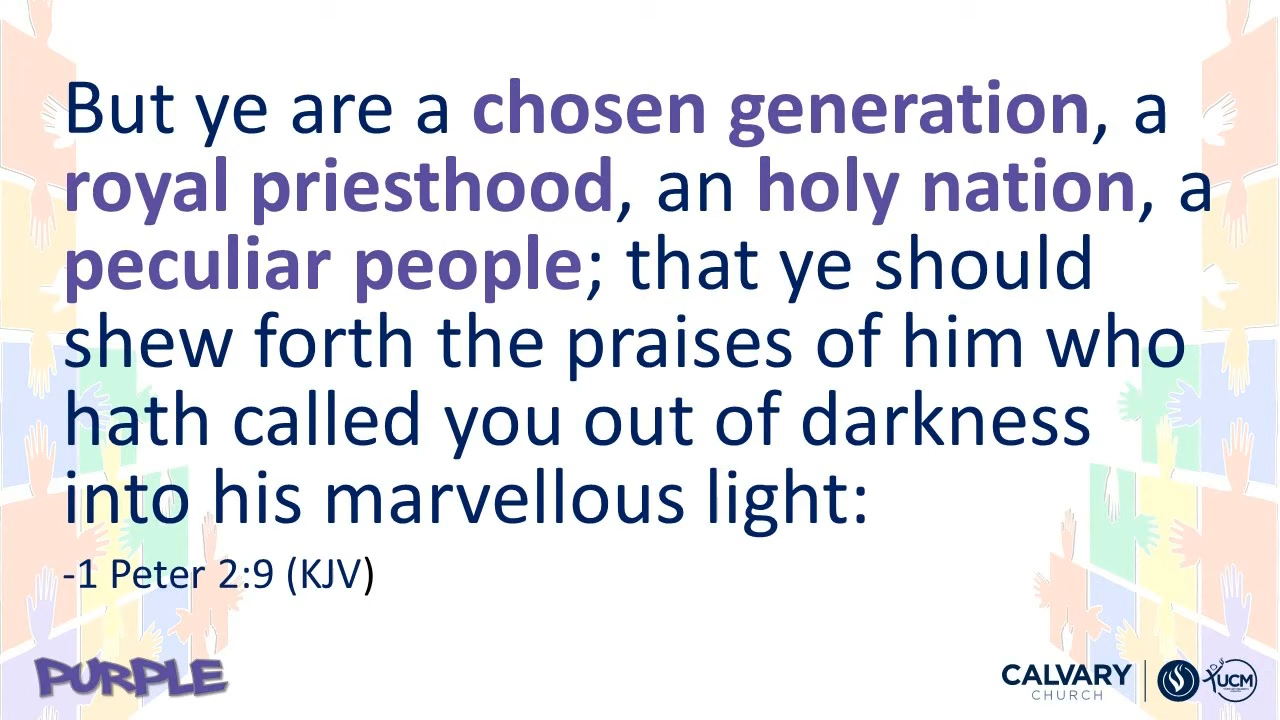 But ye are a chosen generation, a
royal priesthood, an holy nation, a
peculiar people; that ye should
shew forth the praises of him who
hath called you out of darkness
into his marvellous light:
-1 Peter 2:9 (KJV)
PURPLE
CALVARY
CHURCH
UCM